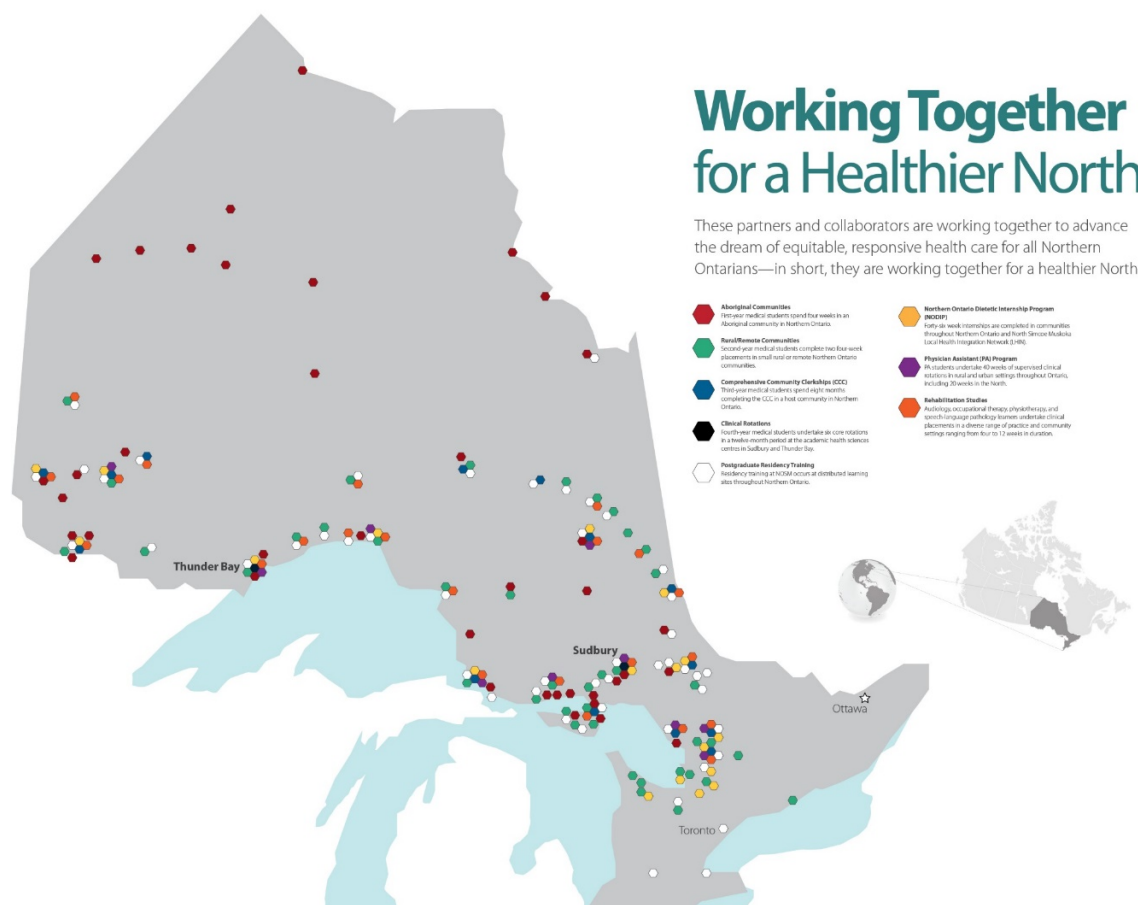 Working Together
for a Healthier North
These partners and collaborators are working together to advance
the dream of equitable, responsive health care for all Northern
Ontarians—in short, they are working together for a healthier North
Aboriginal Communities
First-year medical students spend four weeks in an
Aboriginal community in Northern Ontario.
Rural/Remote Communities
Second-year medical students complete two four-week
placements in small rural or remote Northern Ontario
communities.
Comprehensive Community Clerkships (CCC)
Third-year medical students spend eight months
completing the CCC in a host community in Northern
Ontario.
Clinical Rotations
Fourth-year medical students undertake six core rotations
in a twelve-month period at the academic health sciences
centres in Sudbury and Thunder Bay.
Postgraduate Residency Training
Residency training at NOSM occurs at distributed learning
sites throughout Northern Ontario.
Northern Ontario Dietetic Internship Program
(NODIP)
Forty-six week internships are completed in communities
throughout Northern Ontario and North Simcoe Muskoka
Local Health Integration Network (LHIN).
Physician Assistant (PA) Program
PA students undertake 40 weeks of supervised clinical
rotations in rural and urban settings throughout Ontario,
including 20 weeks in the North.
Rehabilitation Studies
Audiology, occupational therapy, physiotherapy, and
speech-language pathology learners undertake clinical
placements in a diverse range of practice and community
settings ranging from four to 12 weeks in duration.
Thunder Bay
Sudbury
Ottawa
Toronto